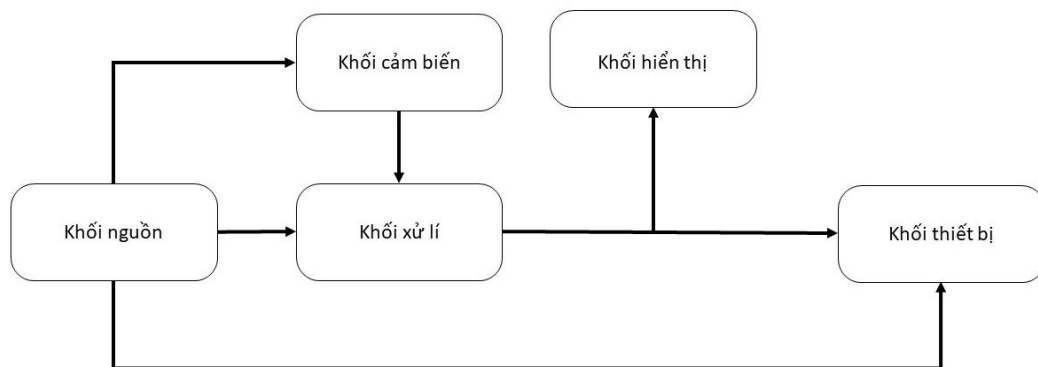 Khối cảm biến
Khối hiển thị
Khối nguồn
Khối xử lí
Khối thiết bị